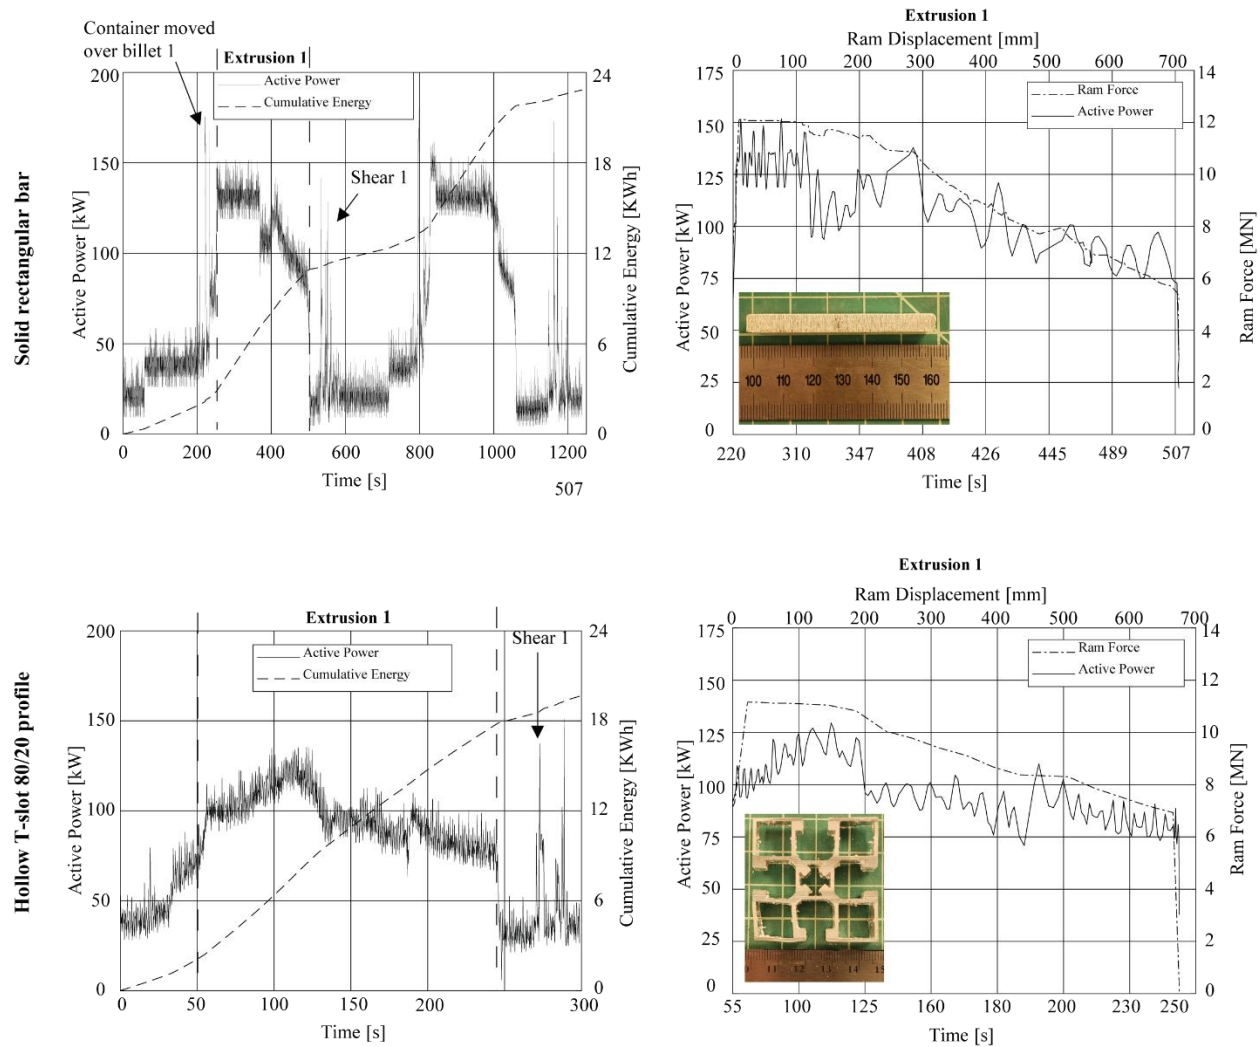 Container moved
over billet 1
Extrusion 1
200
150
100
50
0
Active Power [kW]
Active Power
Cumulative Energy
24
18
12
6
0
Cumulative Energy [KWh]
Shear 1
0 200 400 600 800 1000 1200
Time [s]
507
Solid rectangular bar
Extrusion 1
Ram Displacement [mm]
0 100 200 300 400 500 600 700
175
150
125
100
75
50
25
0
Active Power [kW]
Ram Force
Active Power
14
12
10
8
6
4
2
0
Ram Force [MN]
100 110 120 130 140 150 160
220 310 347 408 426 445 489 507
Time [s]
Hollow T-slot 80/20 profile
Extrusion 1
200
150
100
50
0
Active Power [kW]
Active Power
Cumulative Energy
Shear 1
24
18
12
6
0
Cumulative Energy [KWh]
0 50 100 150 200 300
Time [s]
Extrusion 1
Ram Displacement [mm]
0 100 200 300 400 500 600 700
175
150
125
100
75
50
25
0
Active Power [kW]
Ram Force
Active Power
14
12
10
8
6
4
2
0
Ram Force [MN]
0 11 12 13 14 15
55 100 125 160 180 200 230 250
Time [s]